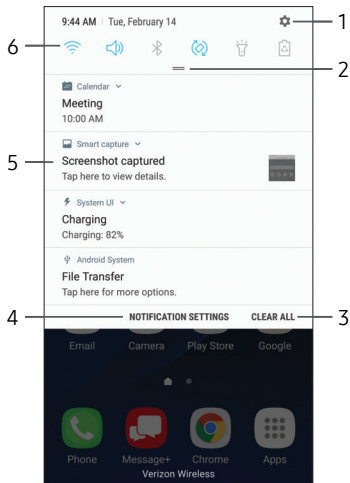 9:44 AM | Tue, February 14
1
6
2
Calendar
Meeting
10:00 AM
Smart capture
5
Screenshot captured
Tap here to view details.
System UI
Charging
Charging: 82%
Android System
File Transfer
Tap here for more options.
4
NOTIFICATION SETTINGS CLEAR ALL
3
Email Camera Play Store Google
Phone Message+ Chrome Apps
Verizon Wireless